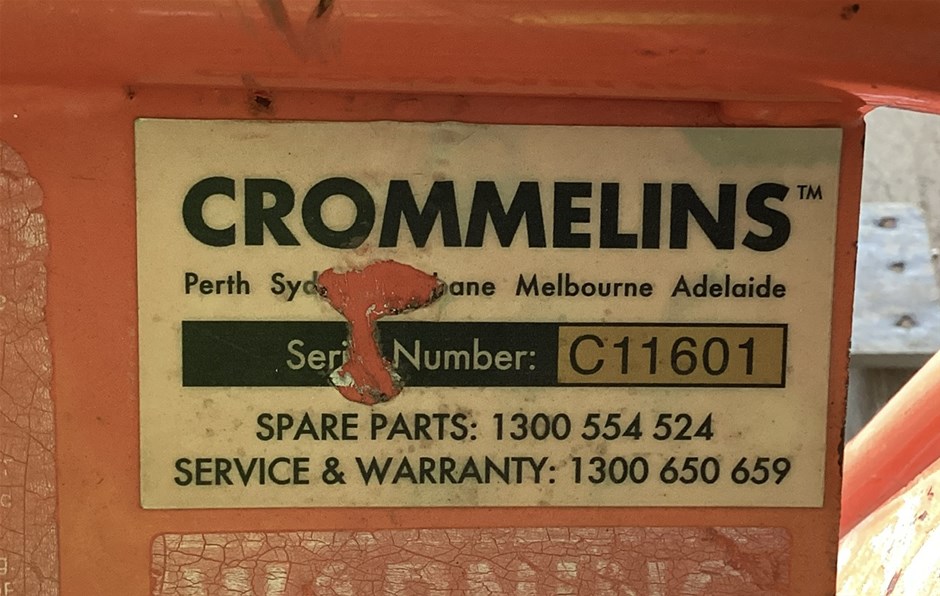 CROMMELINS™
Perth Melbourne Adelaide
Number: C11601
SPARE PARTS: 1300 554 524
SERVICE & WARRANTY: 1300 650 659